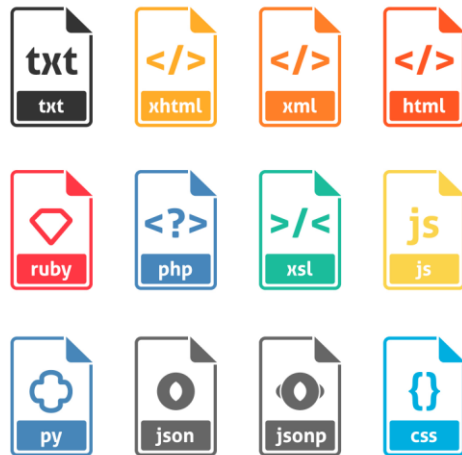 txt
txt
</>
xhtml
</>
xml
</>
html
ruby
<?>
php
>/<
xsl
js
js
py
json
jsonp
{}
css